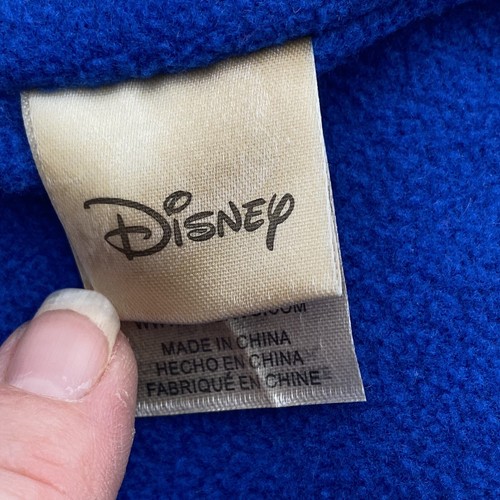 Disney
MADE IN CHINA
HECHO EN CHINA
FABRIQUÉ EN CHINE